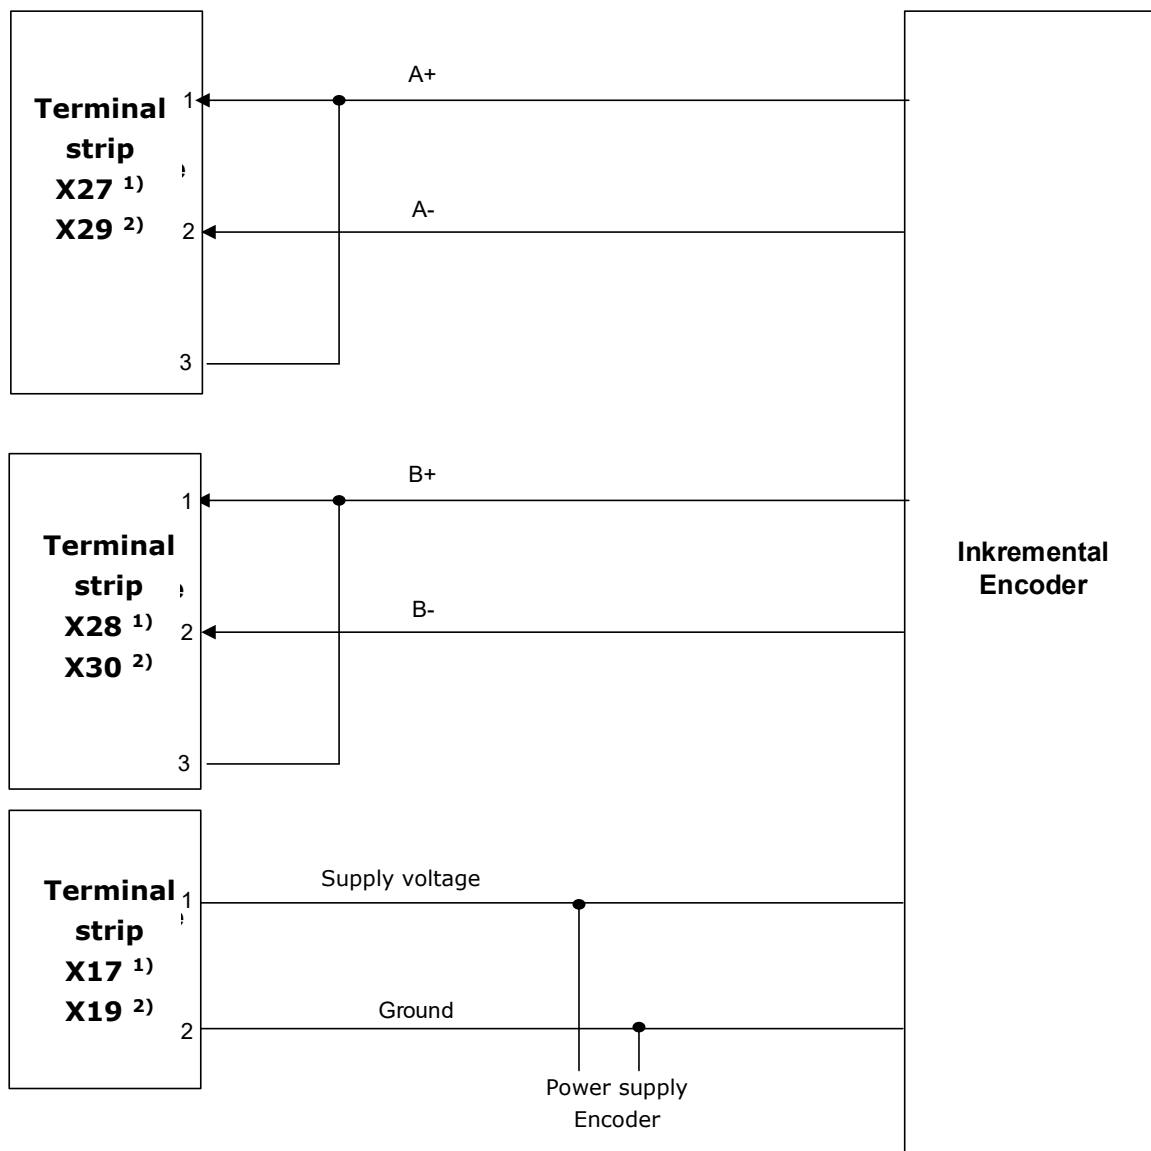 A+
Terminal
strip
X27 1)
X29 2)
1
A-
2
3
B+
1
Terminal
strip
X28 1)
X30 2)
B-
2
3
Inkremental
Encoder
Supply voltage
Terminal
strip
X17 1)
X19 2)
1
Ground
2
Power supply
Encoder